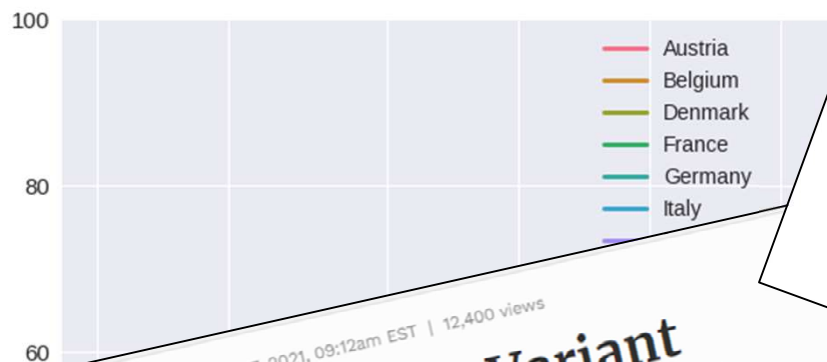 100
Austria
Belgium
Denmark
France
Germany
80
Italy
2021, 09:12am EST | 12,400 views
Variant
60